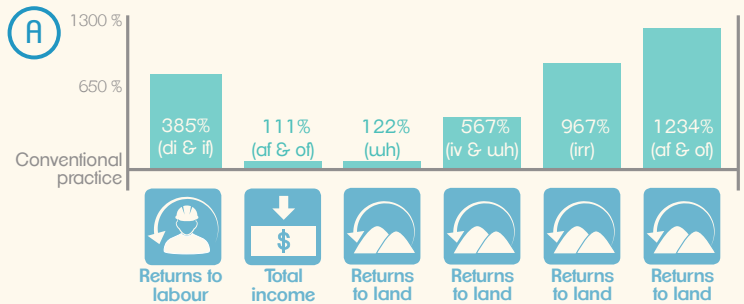 A
1300 %
650 %
Conventional
practice
385%
(di & if)
111%
(af & of)
122%
(wh)
567%
(iv & wh)
967%
(irr)
1234%
(af & of)
$
Returns to
labour
Total
income
Returns
to land
Returns
to land
Returns
to land
Returns
to land